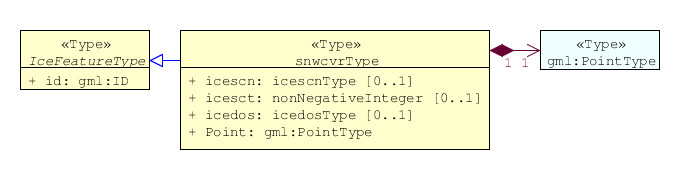 «Type»
IceFeatureType
+ id: gml:ID
«Type»
snwcvrType
+ icescn: icescnType [0..1]
+ icesct: nonNegativeInteger [0..1]
+ icedos: icedosType [0..1]
+ Point: gml:PointType
1 1
«Type»
gml:PointType